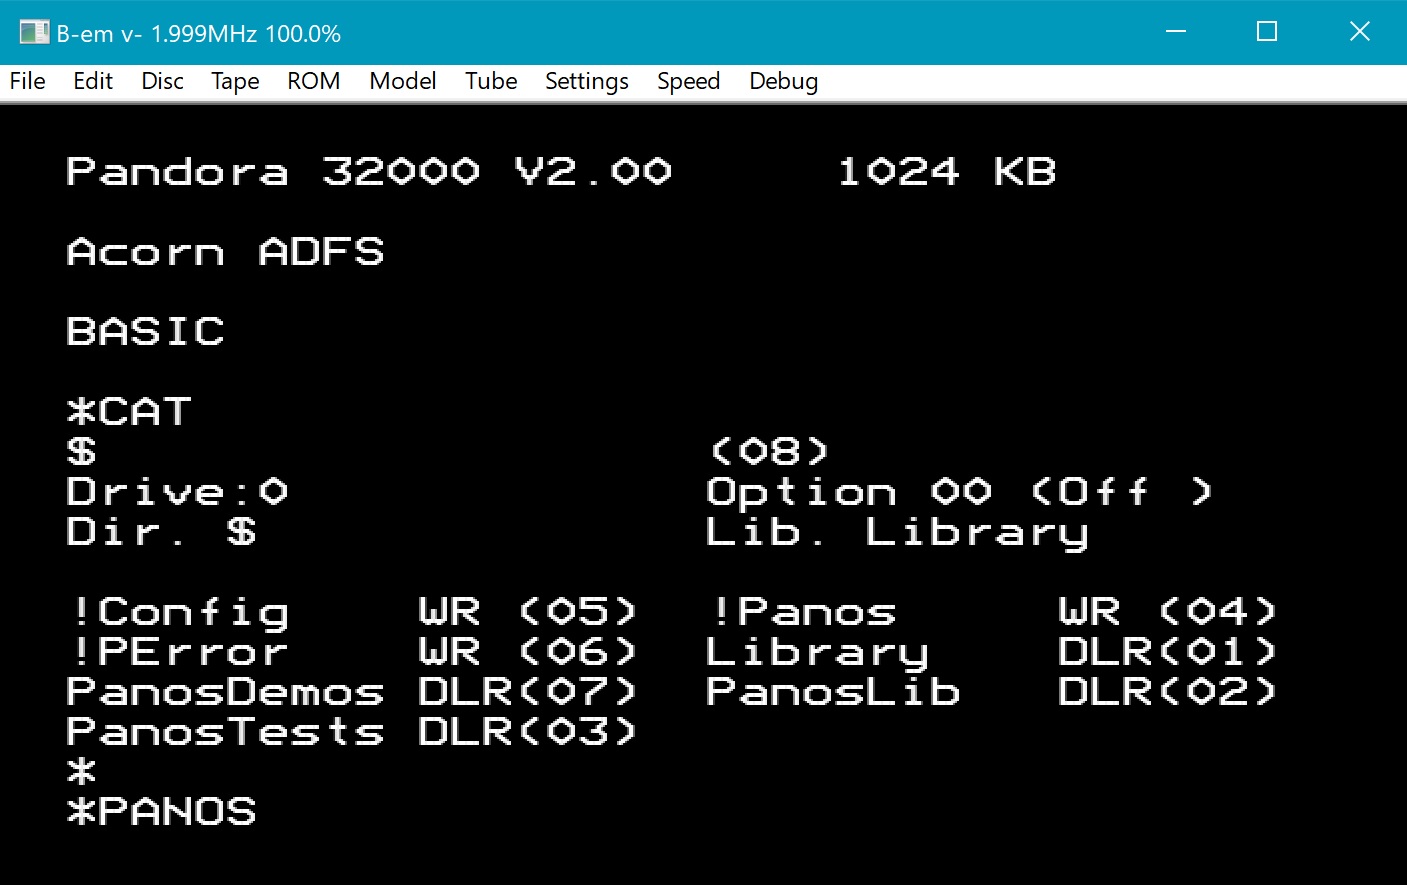 B-em v- 1.999MHz 100.0%
File Edit Disc Tape ROM Model Tube Settings Speed Debug
Pandora 32000 V2.00 1024 KB
Acorn ADFS
BASIC
*CAT
$ (08)
Drive:0 Option 00 (Off )
Dir. $ Lib. Library
!Config WR (05) !Panos WR (04)
!PError WR (06) Library DLR(01)
PanosDemos DLR(07) PanosLib DLR(02)
PanosTests DLR(03)
*
*PANOS